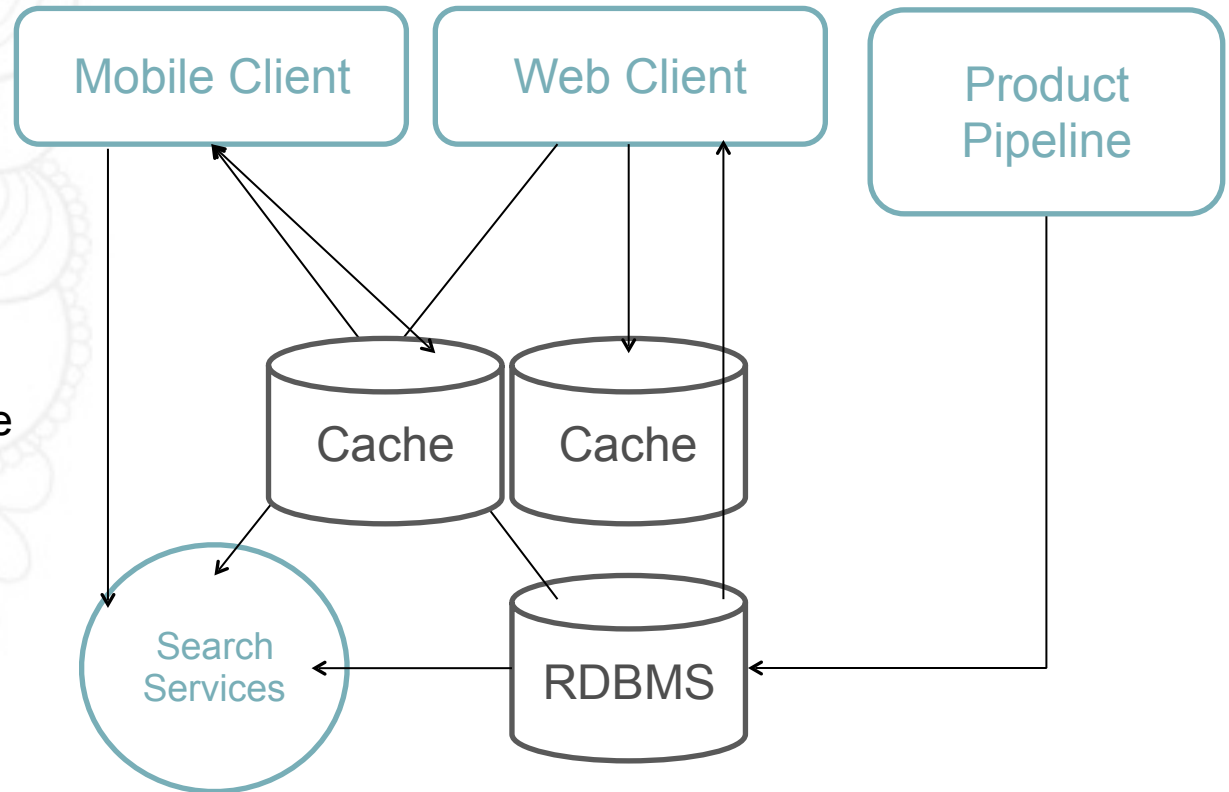 Mobile Client
Web Client
Product
Pipeline
e
Cache
Cache
Search
Services
RDBMS